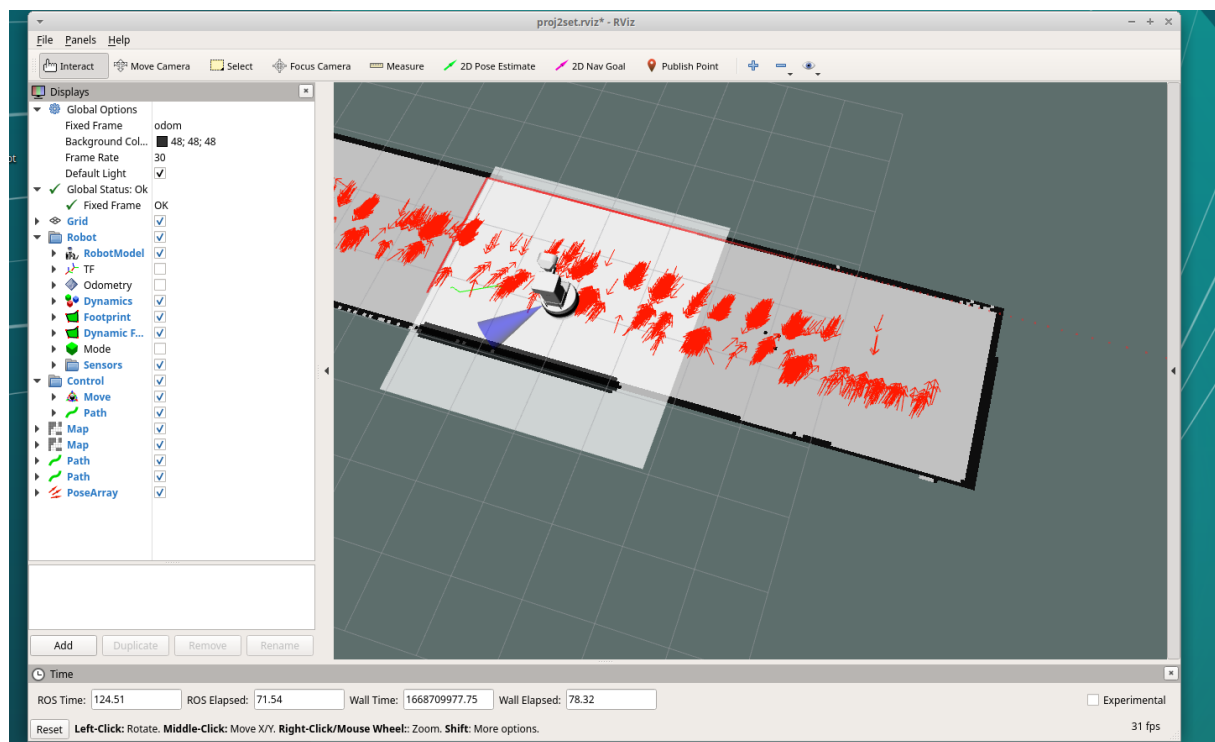 proj2set.rviz* - RViz
File Panels Help
Interact Move Camera Select Focus Camera Measure 2D Pose Estimate 2D Nav Goal Publish Point
ot
Displays
Global Options
Fixed Frame odom
Background Col... 48; 48; 48
Frame Rate 30
Default Light
Global Status: Ok
Fixed Frame OK
Grid
Robot
RobotModel
TF
Odometry
Dynamics
Footprint
Dynamic F...
Mode
Sensors
Control
Move
Path
Map
Map
Path
Path
PoseArray
Add Duplicate Remove Rename
Time
ROS Time: 124.51 ROS Elapsed: 71.54 Wall Time: 1668709977.75 Wall Elapsed: 78.32 Experimental
Reset Left-Click: Rotate. Middle-Click: Move X/Y. Right-Click/Mouse Wheel:: Zoom. Shift: More options. 31 fps